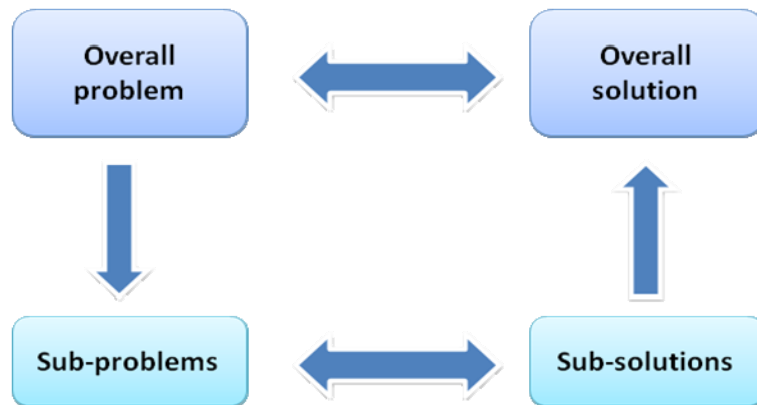 Overall
problem
Overall
solution
Sub-problems
Sub-solutions